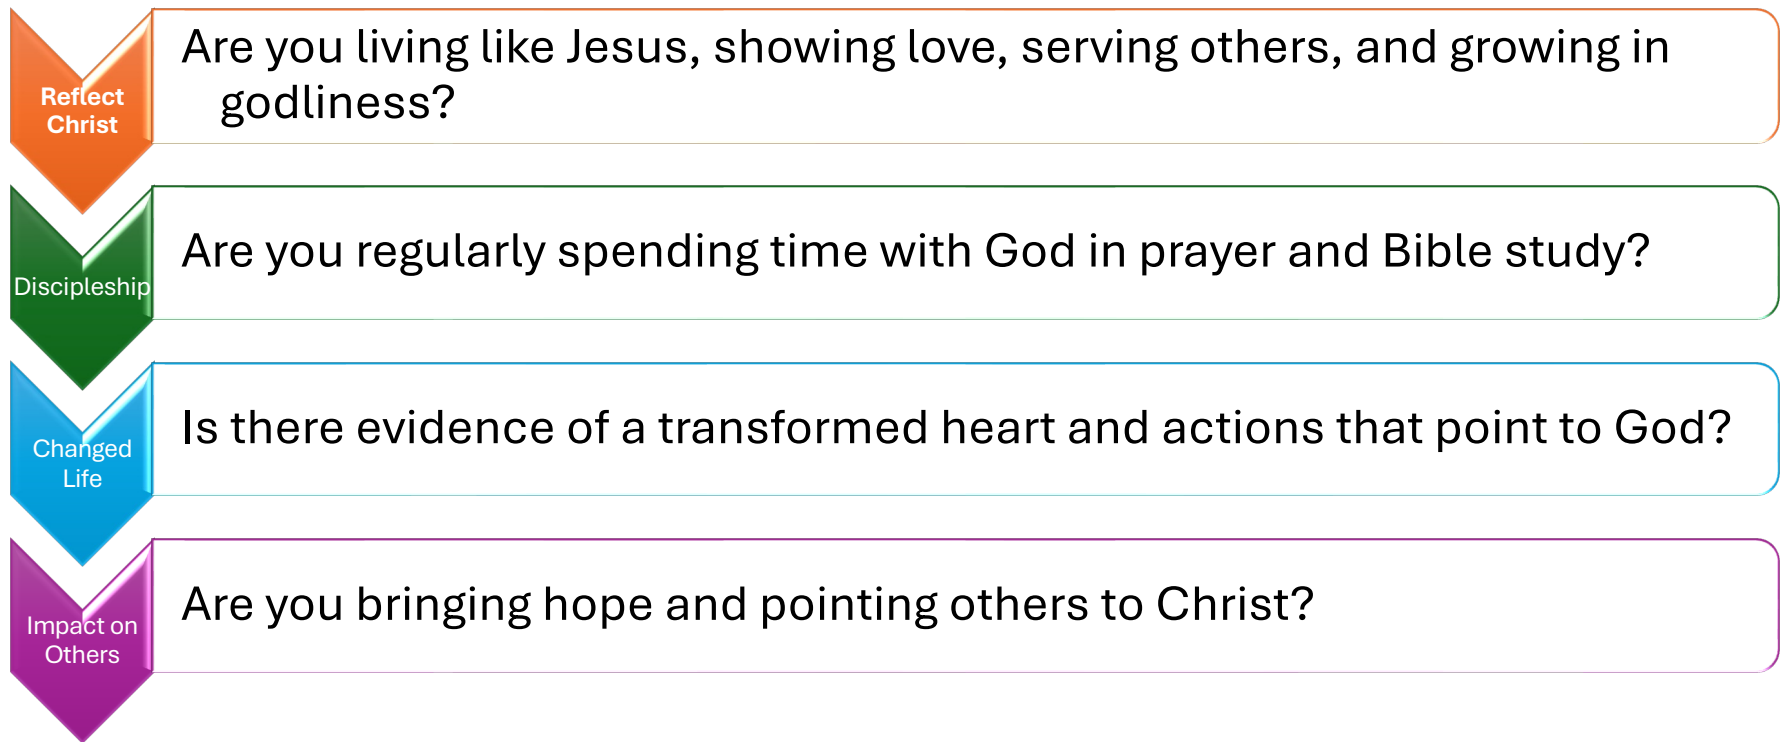 Reflect
Christ
Are you living like Jesus, showing love, serving others, and growing in
godliness?
Discipleship
Are you regularly spending time with God in prayer and Bible study?
Changed
Life
Is there evidence of a transformed heart and actions that point to God?
Impact on
Others
Are you bringing hope and pointing others to Christ?